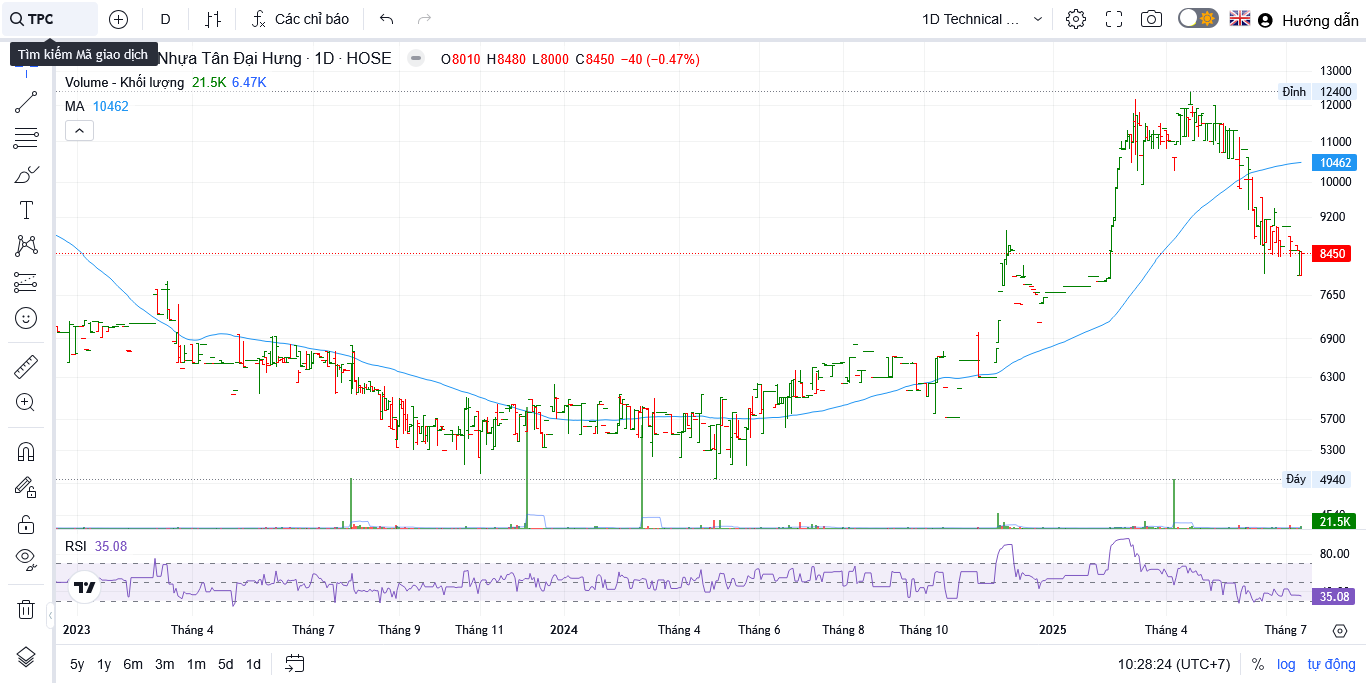 TPC
D
Các chỉ báo
1D Technical ...
Hướng dẫn
Tìm kiếm Mã giao dịch
Nhựa Tân Đại Hưng · 1D · HOSE
O8010 H8480 L8000 C8450 −40 (−0.47%)
Volume - Khối lượng 21.5K 6.47K
MA 10462
13000
Đỉnh 12400
12000
11000
10462
10000
9200
8450
7650
6900
6300
5700
5300
Đáy 4940
21.5K
RSI 35.08
80.00
35.08
2023 Tháng 4 Tháng 7 Tháng 9 Tháng 11 2024 Tháng 4 Tháng 6 Tháng 8 Tháng 10 2025 Tháng 4 Tháng 7
5y 1y 6m 3m 1m 5d 1d
10:28:24 (UTC+7) % log tự động